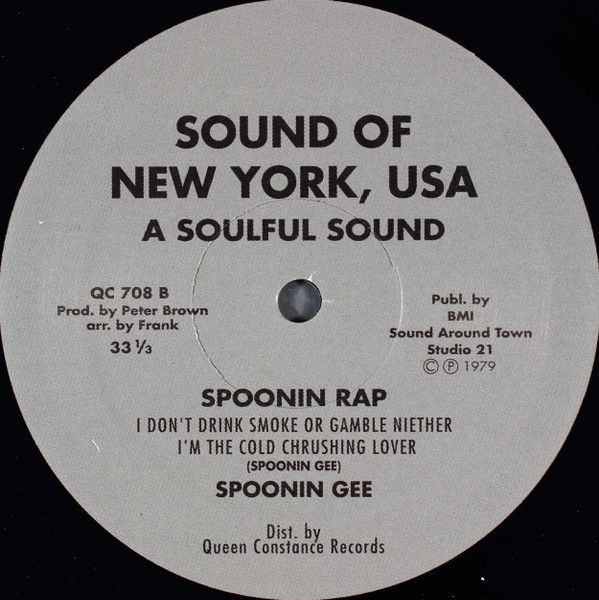 SOUND OF
NEW YORK, USA
A SOULFUL SOUND
QC 708 B
Prod. by Peter Brown
arr. by Frank
33 ⅓
Publ. by
BMI
Sound Around Town
Studio 21
© ℗ 1979
SPOONIN RAP
I DON'T DRINK SMOKE OR GAMBLE NIETHER
I'M THE COLD CHRUSHING LOVER
(SPOONIN GEE)
SPOONIN GEE
Dist. by
Queen Constance Records